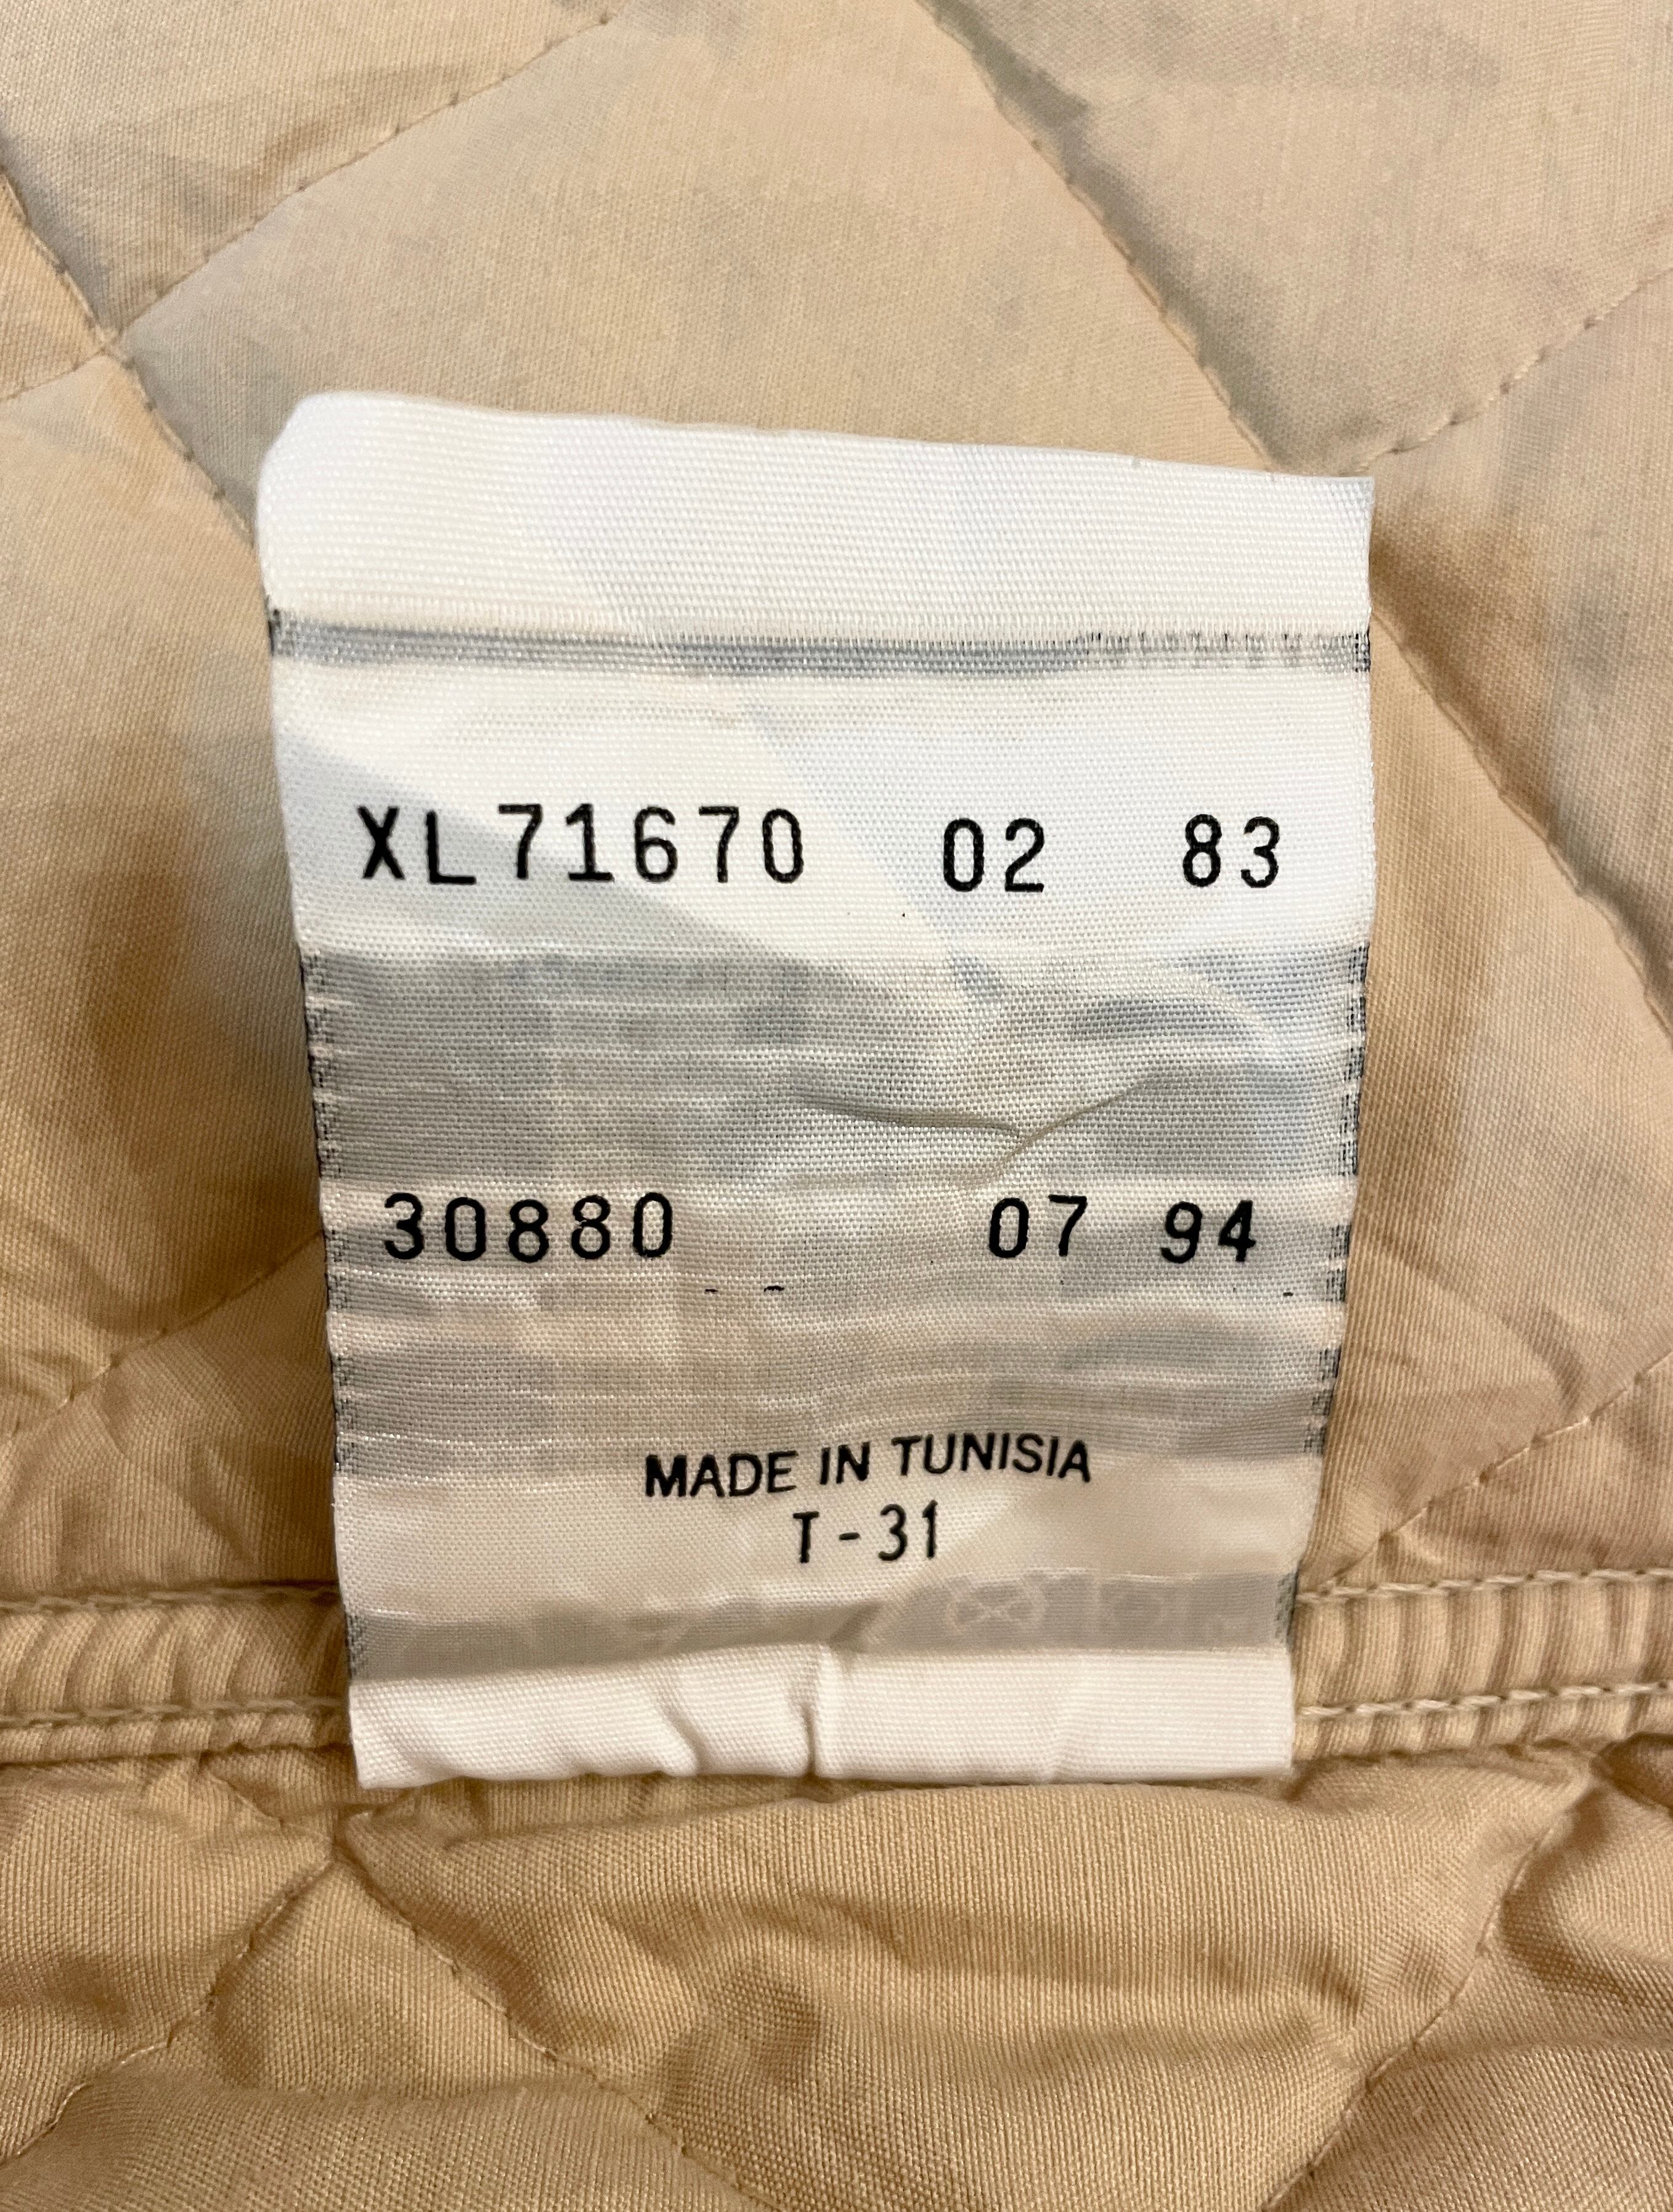 XL71670 02 83
30880 07 94
MADE IN TUNISIA
T-31